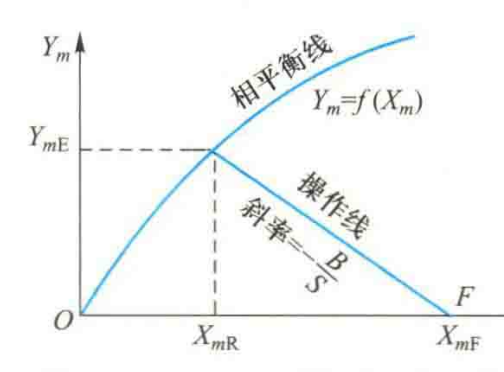 Y_m
相平衡线
Y_m=f(X_m)
Y_mE
操作线
斜率=-B/S
F
O
X_mR
X_mF